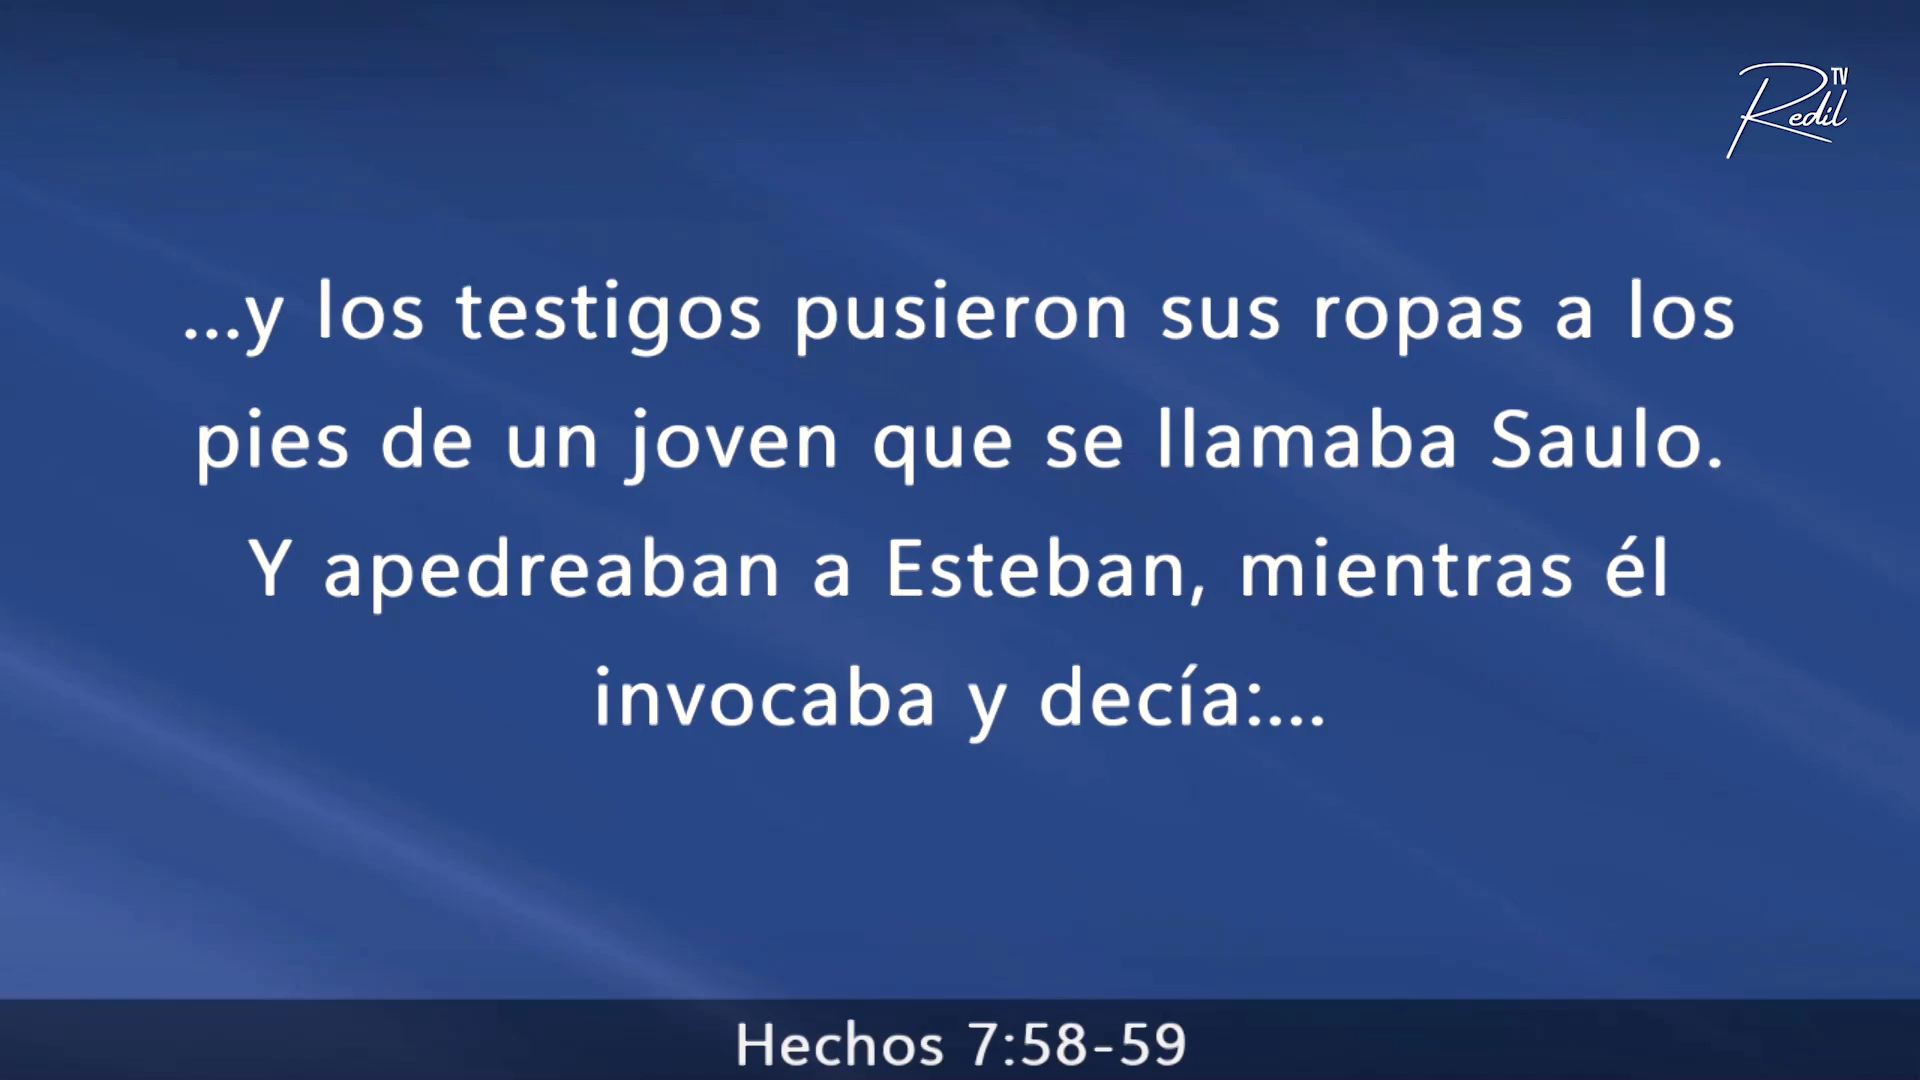 TV
Redil
...y los testigos pusieron sus ropas a los
pies de un joven que se llamaba Saulo.
Y apedreaban a Esteban, mientras él
invocaba y decía:...
Hechos 7:58-59